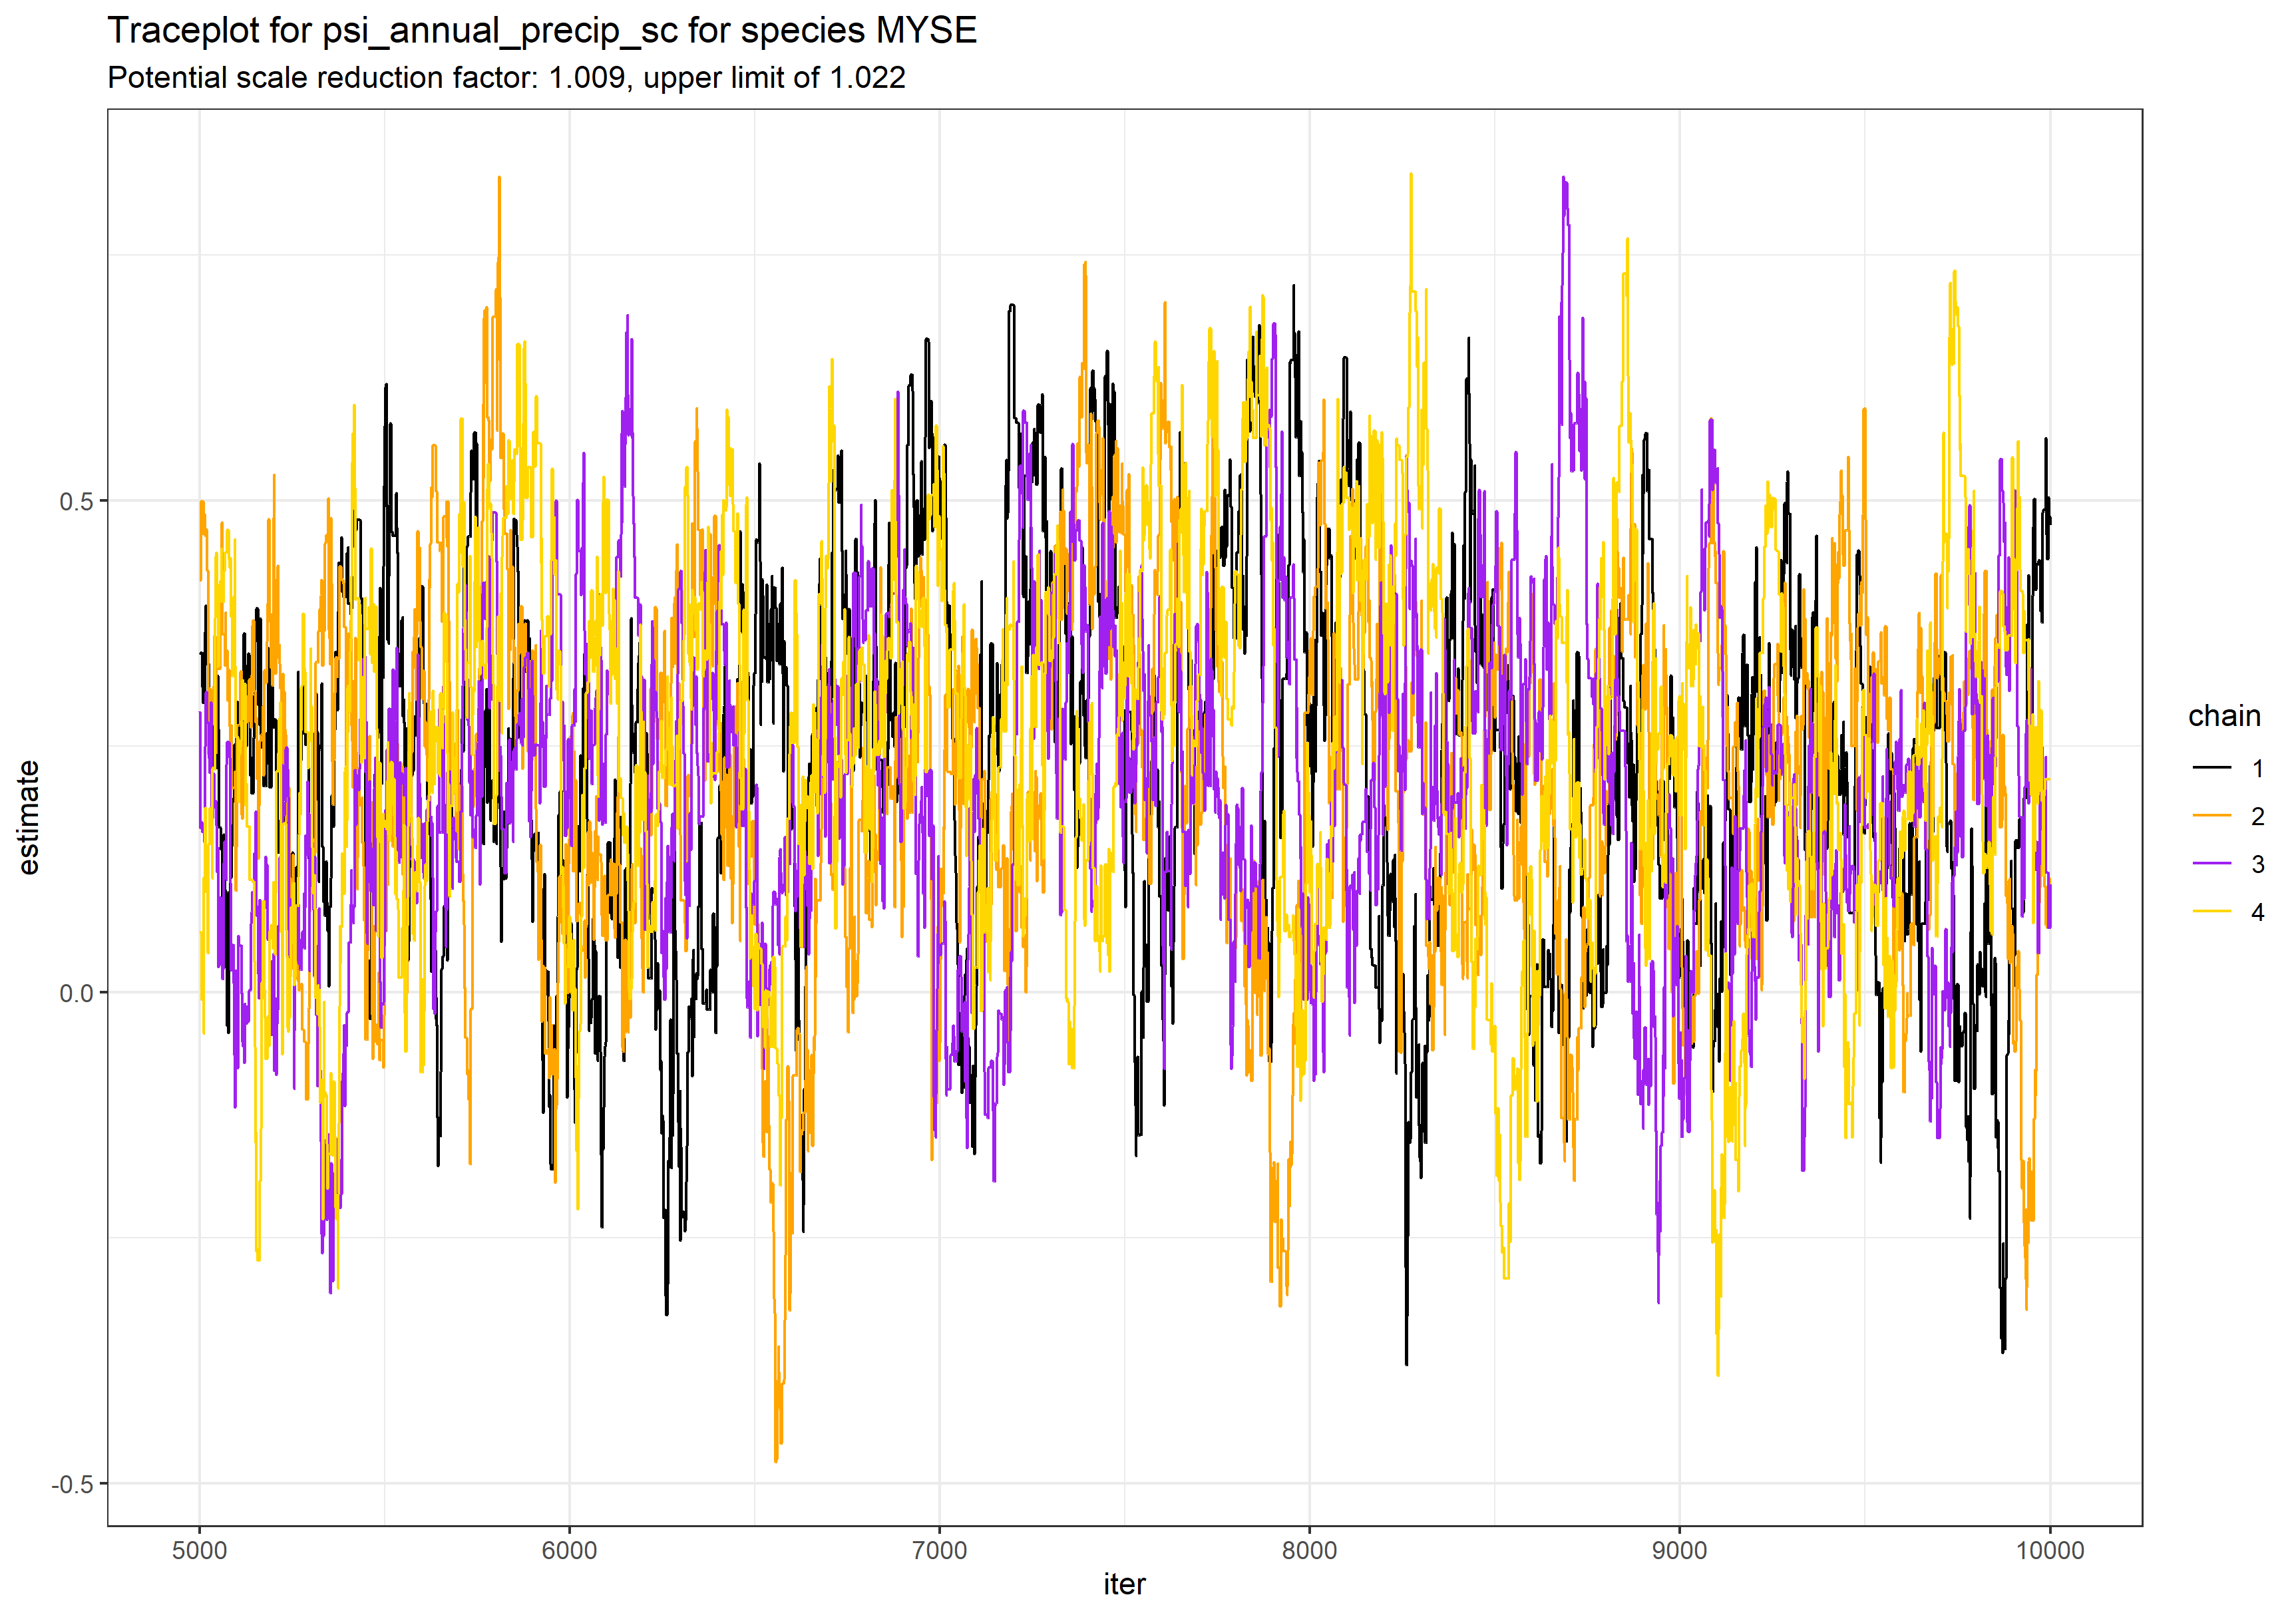 Traceplot for psi_annual_precip_sc for species MYSE
Potential scale reduction factor: 1.009, upper limit of 1.022
estimate
0.5
0.0
-0.5
5000
6000
7000
8000
9000
10000
iter
chain
1
2
3
4